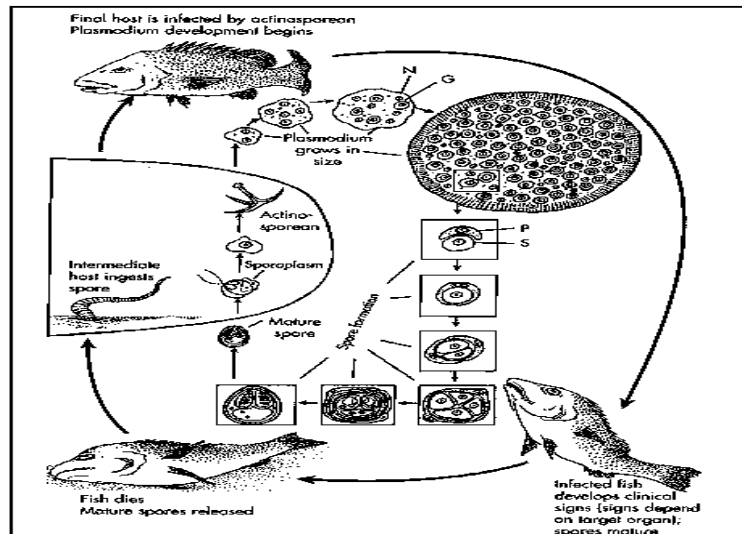 Final host is infected by actinosporean
Plasmodium development begins
N
G
Plasmodium
grows in
size
Actino-
sporean
P
S
Intermediate
host ingests
spore
Sporoplasm
Mature
spore
Spore formation
Fish dies
Mature spores released
Infected fish
develops clinical
signs (signs depend
on target organ);
spores mature